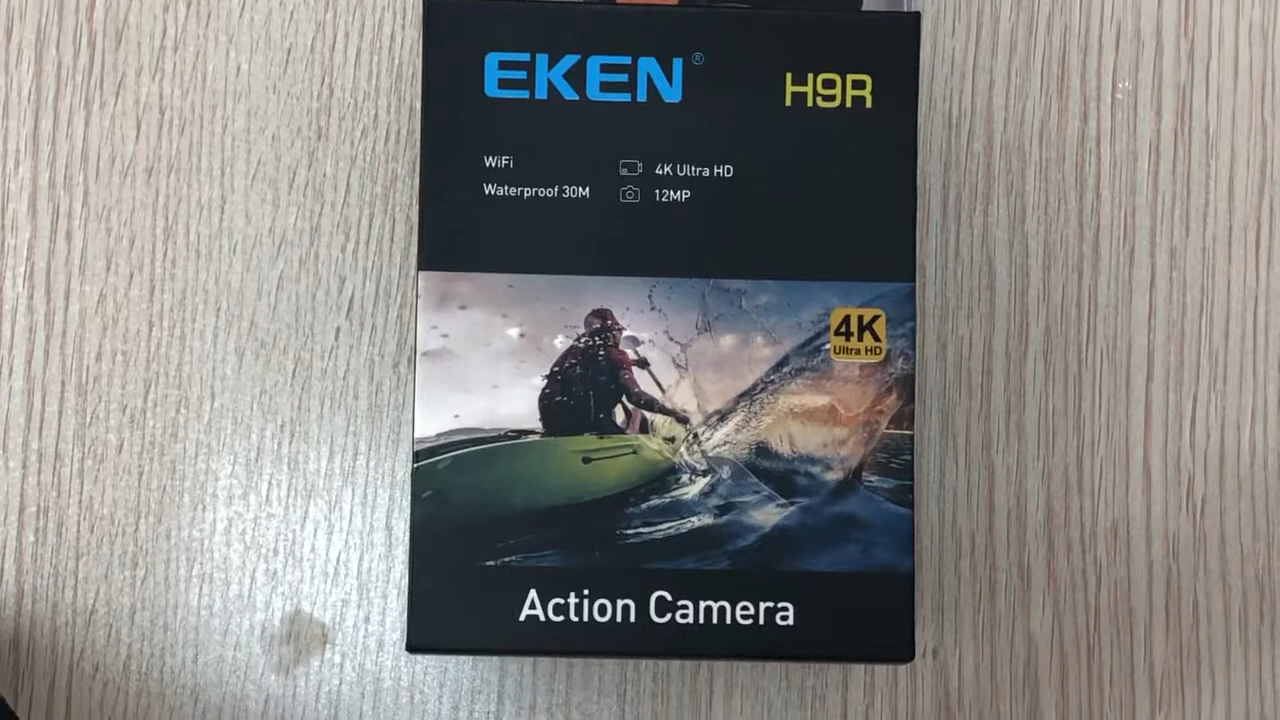 EKEN®
H9R
WiFi
Waterproof 30M
4K Ultra HD
12MP
4K
Ultra HD
Action Camera